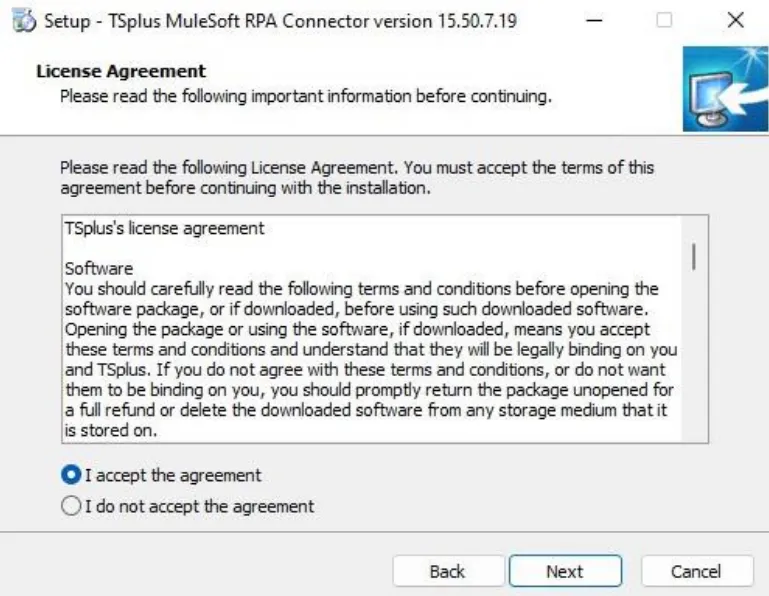 Setup - TSplus MuleSoft RPA Connector version 15.50.7.19
License Agreement
Please read the following important information before continuing.
Please read the following License Agreement. You must accept the terms of this
agreement before continuing with the installation.
TSplus's license agreement
Software
You should carefully read the following terms and conditions before opening the
software package, or if downloaded, before using such downloaded software.
Opening the package or using the software, if downloaded, means you accept
these terms and conditions and understand that they will be legally binding on you
and TSplus. If you do not agree with these terms and conditions, or do not want
them to be binding on you, you should promptly return the package unopened for
a full refund or delete the downloaded software from any storage medium that it
is stored on.
I accept the agreement
I do not accept the agreement
Back Next Cancel